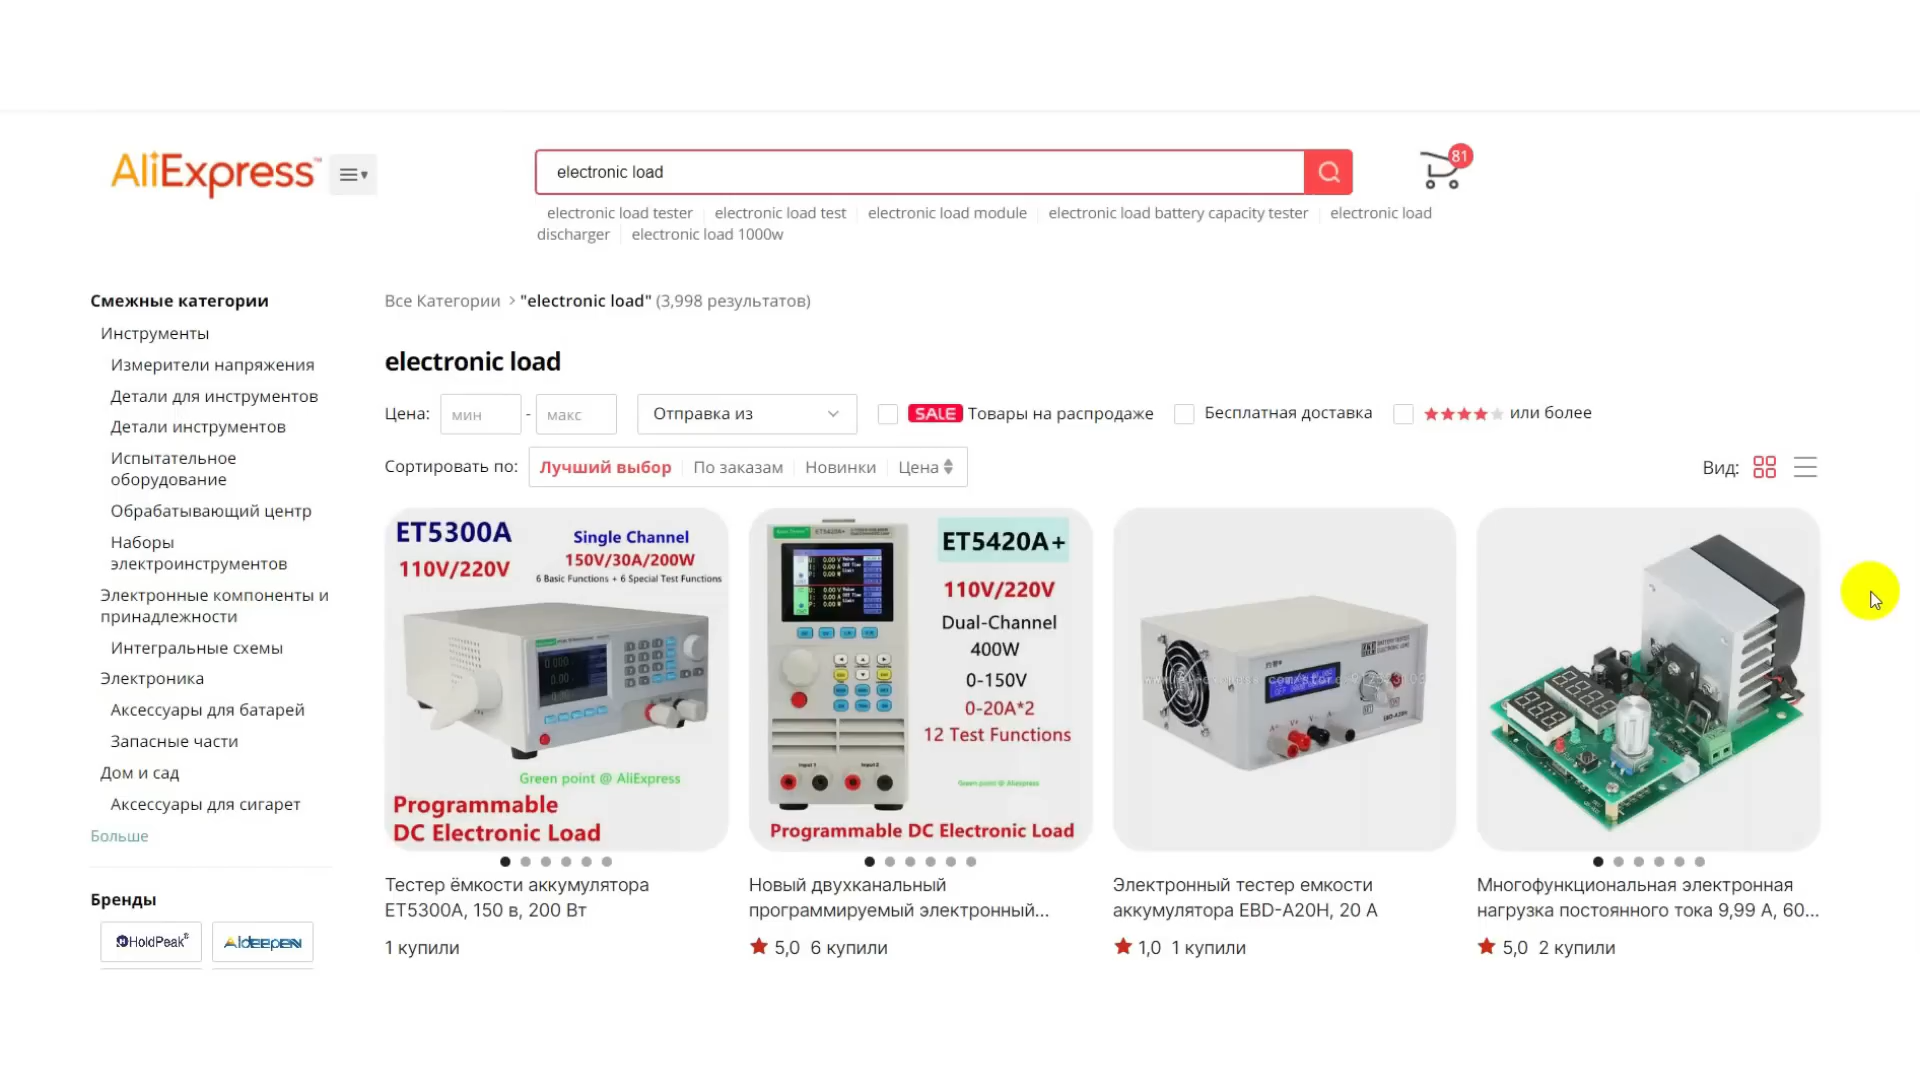 AliExpress™
81
electronic load
electronic load tester
electronic load test
electronic load module
electronic load battery capacity tester
electronic load
discharger
electronic load 1000w
Смежные категории
Инструменты
Измерители напряжения
Детали для инструментов
Детали инструментов
Испытательное
оборудование
Обрабатывающий центр
Наборы
электроинструментов
Электронные компоненты и
принадлежности
Интегральные схемы
Электроника
Аксессуары для батарей
Запасные части
Дом и сад
Аксессуары для сигарет
Больше
Бренды
HoldPeak®
Aideepen
Все Категории > "electronic load" (3,998 результатов)
electronic load
Цена: мин - макс
Отправка из
SALE Товары на распродаже
Бесплатная доставка
или более
Сортировать по: Лучший выбор По заказам Новинки Цена
Вид:
ET5300A
110V/220V
Single Channel
150V/30A/200W
6 Basic Functions + 6 Special Test Functions
Green point @ AliExpress
Programmable
DC Electronic Load
Тестер ёмкости аккумулятора
ET5300A, 150 в, 200 Вт
1 купили
ET5420A+
110V/220V
Dual-Channel
400W
0-150V
0-20A*2
12 Test Functions
Green point @ Aliexpress
Input 1
Input 2
Programmable DC Electronic Load
Новый двухканальный
программируемый электронный...
5,0 6 купили
EBD-A20H
Электронный тестер емкости
аккумулятора EBD-A20H, 20 А
1,0 1 купили
Многофункциональная электронная
нагрузка постоянного тока 9,99 А, 60...
5,0 2 купили